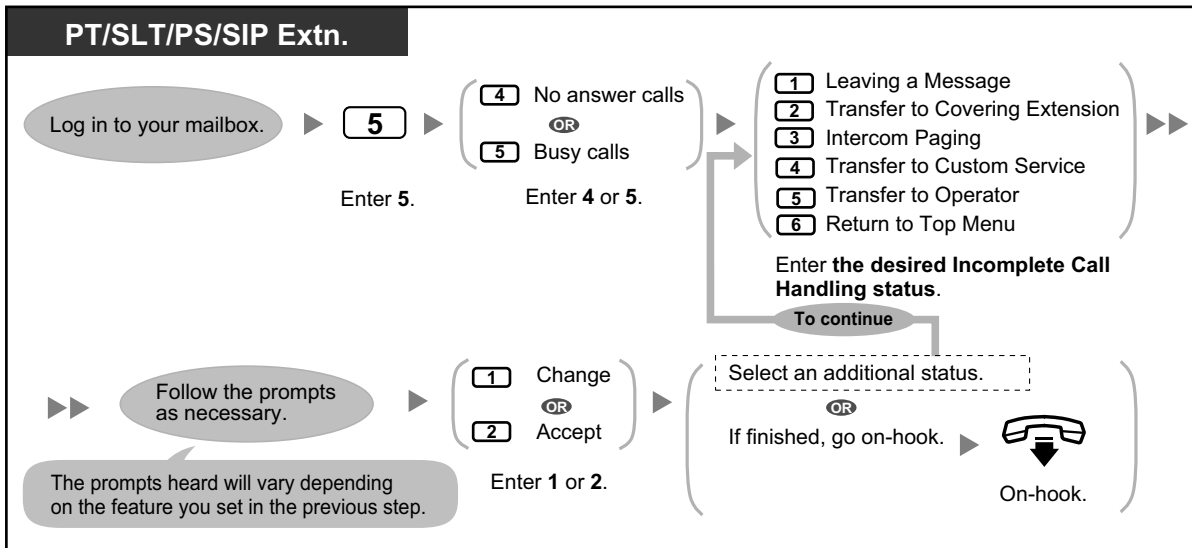 PT/SLT/PS/SIP Extn.
Log in to your mailbox.
5
Enter 5.
4 No answer calls
OR
5 Busy calls
Enter 4 or 5.
1 Leaving a Message
2 Transfer to Covering Extension
3 Intercom Paging
4 Transfer to Custom Service
5 Transfer to Operator
6 Return to Top Menu
Enter the desired Incomplete Call
Handling status.
To continue
Follow the prompts
as necessary.
The prompts heard will vary depending
on the feature you set in the previous step.
1 Change
OR
2 Accept
Enter 1 or 2.
Select an additional status.
OR
If finished, go on-hook.
On-hook.